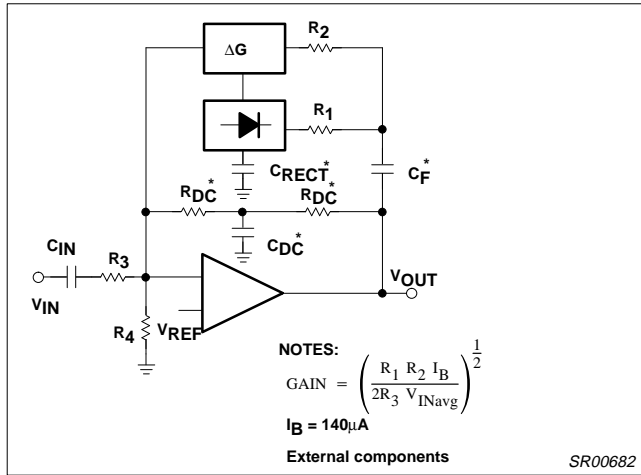 R2
ΔG
R1
CRECT*
CF*
RDC*
RDC*
CDC*
CIN
R3
VIN
R4
VREF
VOUT
NOTES:
GAIN = (R1 R2 IB / 2R3 VINavg)^1/2
IB = 140µA
External components
SR00682